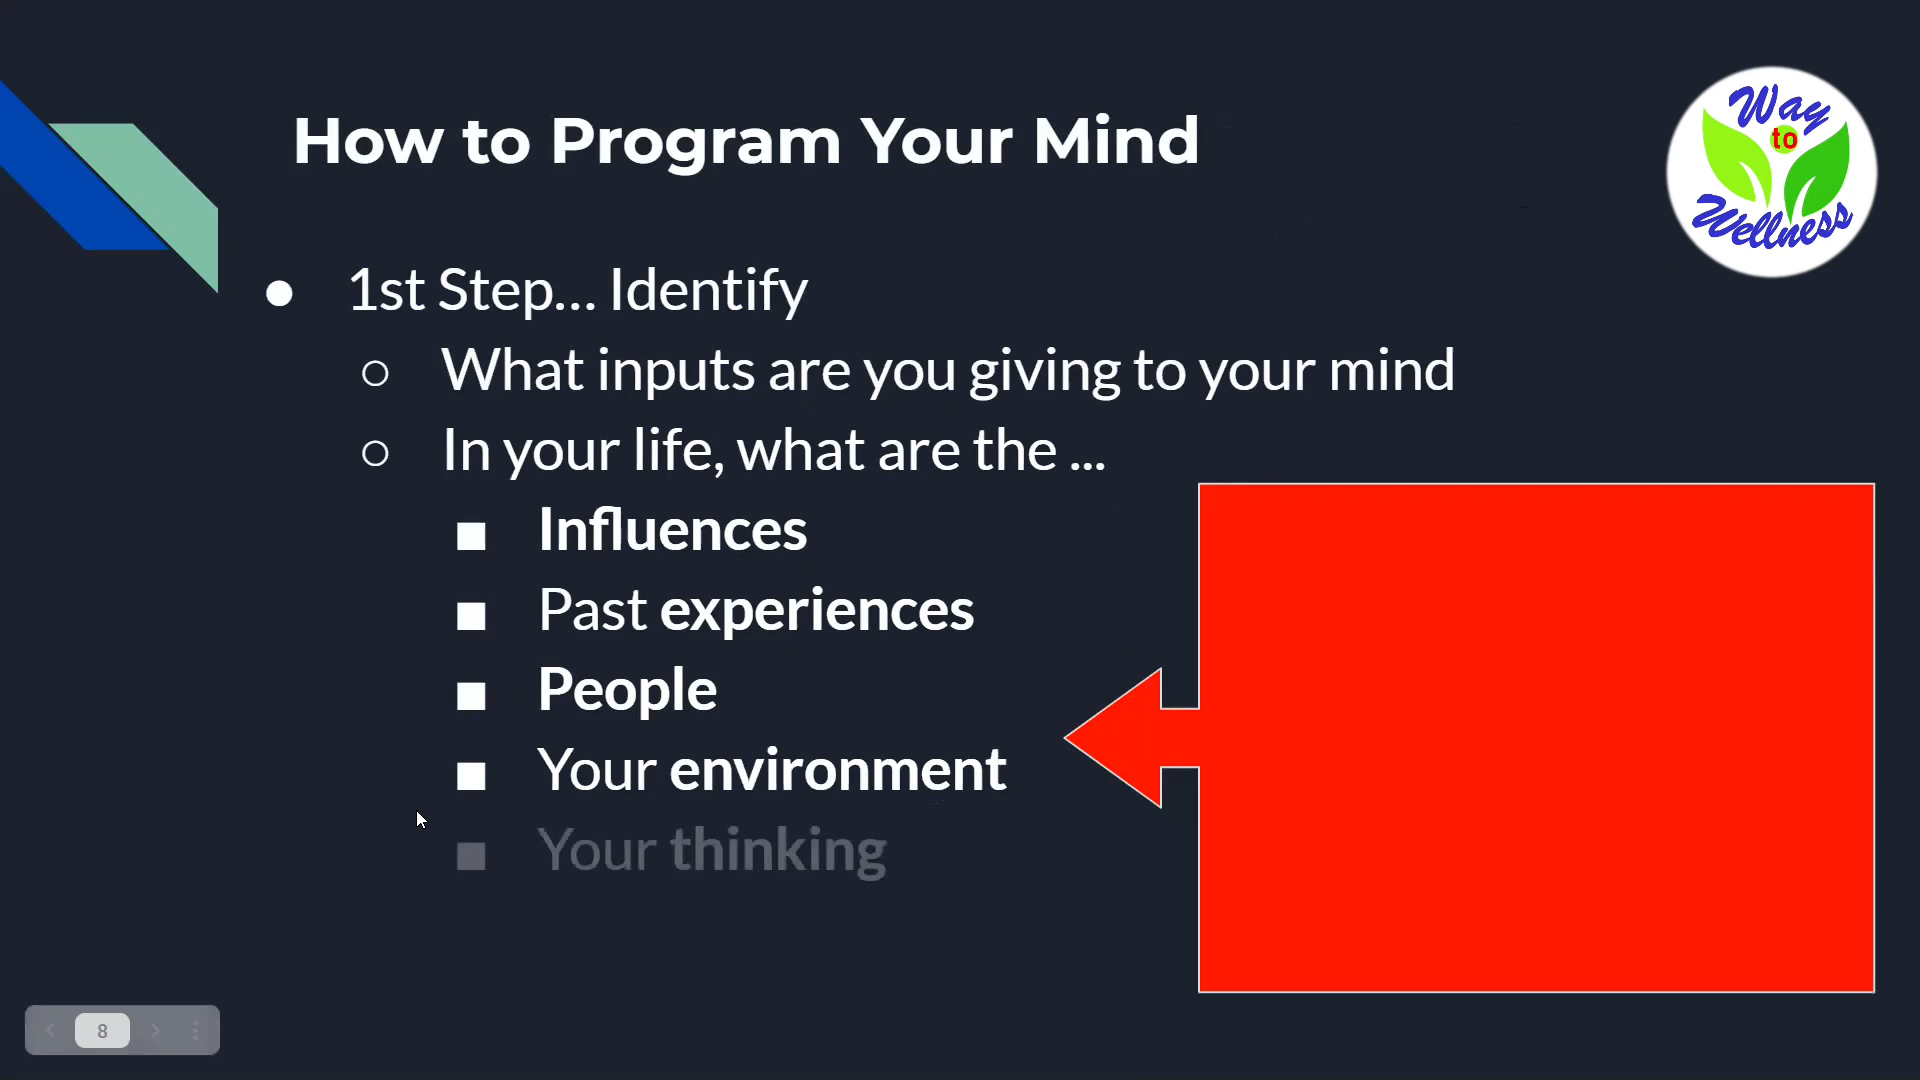 How to Program Your Mind
Way
to
Wellness
● 1st Step... Identify
○ What inputs are you giving to your mind
○ In your life, what are the ...
■ Influences
■ Past experiences
■ People
■ Your environment
■ Your thinking
8